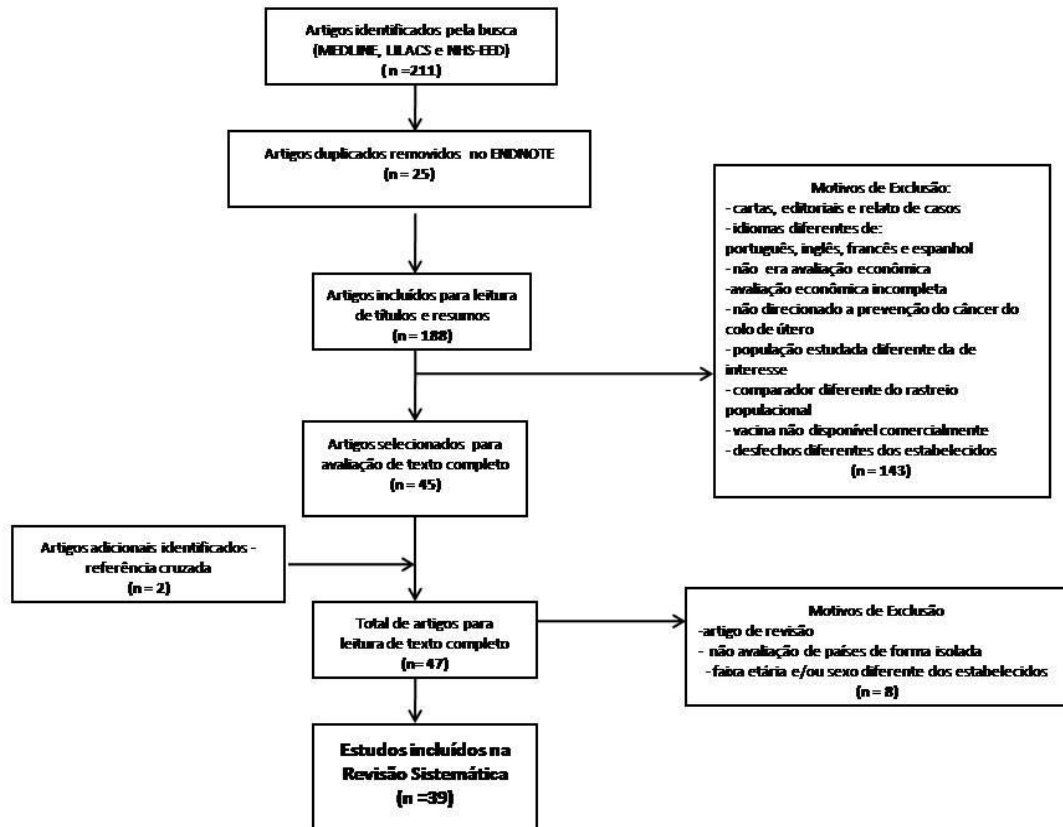 Artigos identificados pela busca
(MEDLINE, LILACS e NHS-EED)
( n =211)
Artigos duplicados removidos no ENDNOTE
(n = 25)
Artigos incluídos para leitura
de títulos e resumos
(n = 188)
Motivos de Exclusão:
- cartas, editoriais e relato de casos
- idiomas diferentes de:
português, inglês, francês e espanhol
- não era avaliação econômica
-avaliação econômica incompleta
- não direcionado a prevenção do câncer do
colo de útero
- população estudada diferente da de
interesse
- comparador diferente do rastreio
populacional
- vacina não disponível comercialmente
- desfechos diferentes dos estabelecidos
(n = 143)
Artigos selecionados para
avaliação de texto completo
(n = 45)
Artigos adicionais identificados -
referência cruzada
(n = 2)
Total de artigos para
leitura de texto completo
(n= 47)
Motivos de Exclusão
-artigo de revisão
- não avaliação de países de forma isolada
- faixa etária e/ou sexo diferente dos estabelecidos
(n = 8)
Estudos incluídos na
Revisão Sistemática
(n =39)